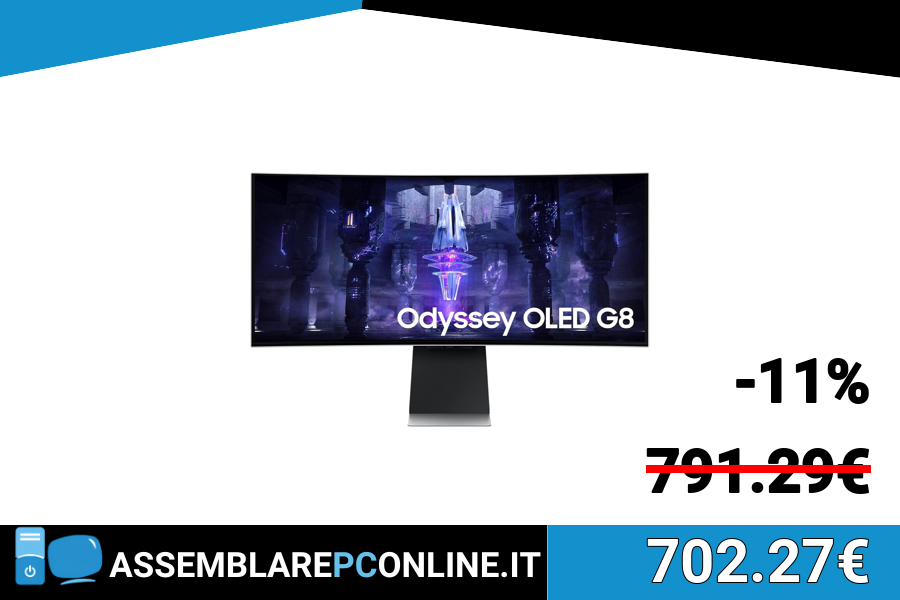 Odyssey OLED G8
-11%
791.29€
ASSEMBLAREPCONLINE.IT
702.27€